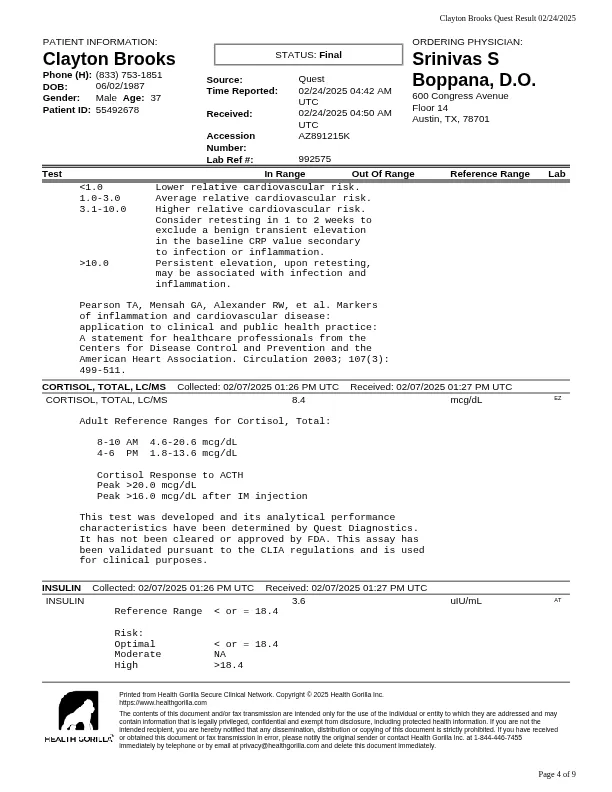 Clayton Brooks Quest Result 02/24/2025
PATIENT INFORMATION:
Clayton Brooks
Phone (H): (833) 753-1851
DOB: 06/02/1987
Gender: Male Age: 37
Patient ID: 55492678
STATUS: Final
Source: Quest
Time Reported: 02/24/2025 04:42 AM
UTC
Received: 02/24/2025 04:50 AM
UTC
Accession AZ891215K
Number:
Lab Ref #: 992575
ORDERING PHYSICIAN:
Srinivas S
Boppana, D.O.
600 Congress Avenue
Floor 14
Austin, TX, 78701
Test In Range Out Of Range Reference Range Lab
<1.0 Lower relative cardiovascular risk.
1.0-3.0 Average relative cardiovascular risk.
3.1-10.0 Higher relative cardiovascular risk.
Consider retesting in 1 to 2 weeks to
exclude a benign transient elevation
in the baseline CRP value secondary
to infection or inflammation.
>10.0 Persistent elevation, upon retesting,
may be associated with infection and
inflammation.
Pearson TA, Mensah GA, Alexander RW, et al. Markers
of inflammation and cardiovascular disease:
application to clinical and public health practice:
A statement for healthcare professionals from the
Centers for Disease Control and Prevention and the
American Heart Association. Circulation 2003; 107(3):
499-511.
CORTISOL, TOTAL, LC/MS Collected: 02/07/2025 01:26 PM UTC Received: 02/07/2025 01:27 PM UTC
CORTISOL, TOTAL, LC/MS 8.4 mcg/dL EZ
Adult Reference Ranges for Cortisol, Total:
8-10 AM 4.6-20.6 mcg/dL
4-6 PM 1.8-13.6 mcg/dL
Cortisol Response to ACTH
Peak >20.0 mcg/dL
Peak >16.0 mcg/dL after IM injection
This test was developed and its analytical performance
characteristics have been determined by Quest Diagnostics.
It has not been cleared or approved by FDA. This assay has
been validated pursuant to the CLIA regulations and is used
for clinical purposes.
INSULIN Collected: 02/07/2025 01:26 PM UTC Received: 02/07/2025 01:27 PM UTC
INSULIN 3.6 uIU/mL AT
Reference Range < or = 18.4
Risk:
Optimal < or = 18.4
Moderate NA
High >18.4
HEALTH GORILLA
Printed from Health Gorilla Secure Clinical Network. Copyright © 2025 Health Gorilla Inc.
https://www.healthgorilla.com
The contents of this document and/or fax transmission are intended only for the use of the individual or entity to which they are addressed and may
contain information that is legally privileged, confidential and exempt from disclosure, including protected health information. If you are not the
intended recipient, you are hereby notified that any dissemination, distribution or copying of this document is strictly prohibited. If you have received
or obtained this document or fax transmission in error, please notify the original sender or contact Health Gorilla Inc. at 1-844-446-7455
immediately by telephone or by email at privacy@healthgorilla.com and delete this document immediately.
Page 4 of 9